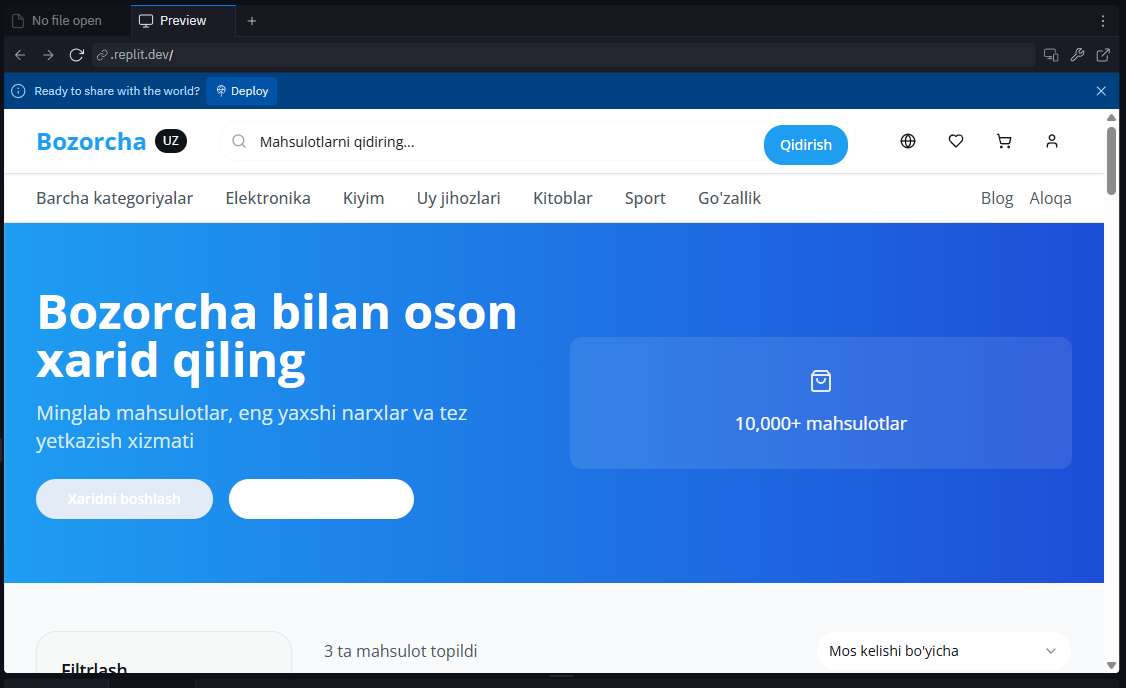 No file open
Preview
.replit.dev/
Ready to share with the world?
Deploy
Bozorcha
UZ
Mahsulotlarni qidiring...
Qidirish
Barcha kategoriyalar
Elektronika
Kiyim
Uy jihozlari
Kitoblar
Sport
Go'zallik
Blog
Aloqa
Bozorcha bilan oson
xarid qiling
Minglab mahsulotlar, eng yaxshi narxlar va tez
yetkazish xizmati
Xaridni boshlash
10,000+ mahsulotlar
Filtrlash
3 ta mahsulot topildi
Mos kelishi bo'yicha